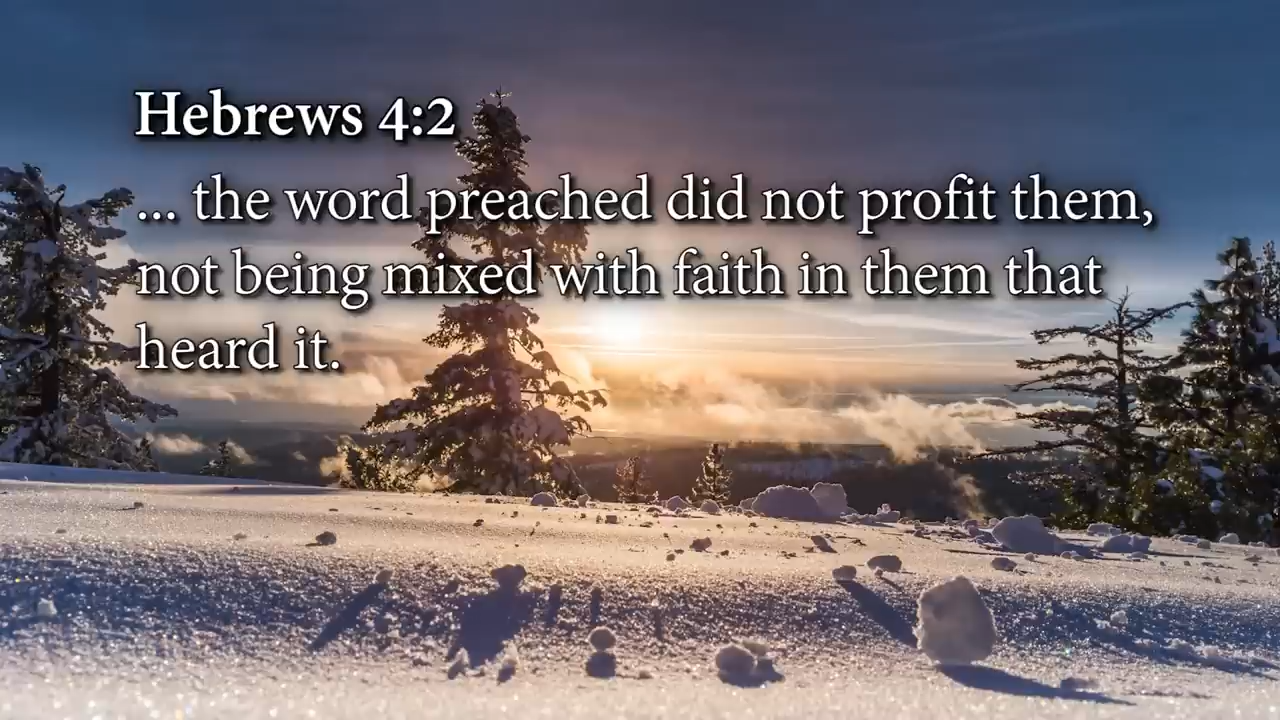 Hebrews 4:2
... the word preached did not profit them,
not being mixed with faith in them that
heard it.